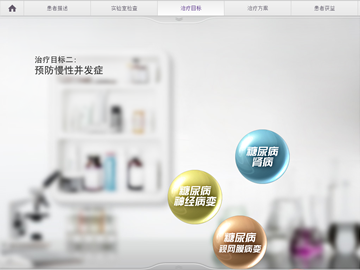 患者描述
实验室检查
治疗目标
治疗方案
患者获益
治疗目标二：
预防慢性并发症
糖尿病
肾病
糖尿病
神经病变
糖尿病
视网膜病变